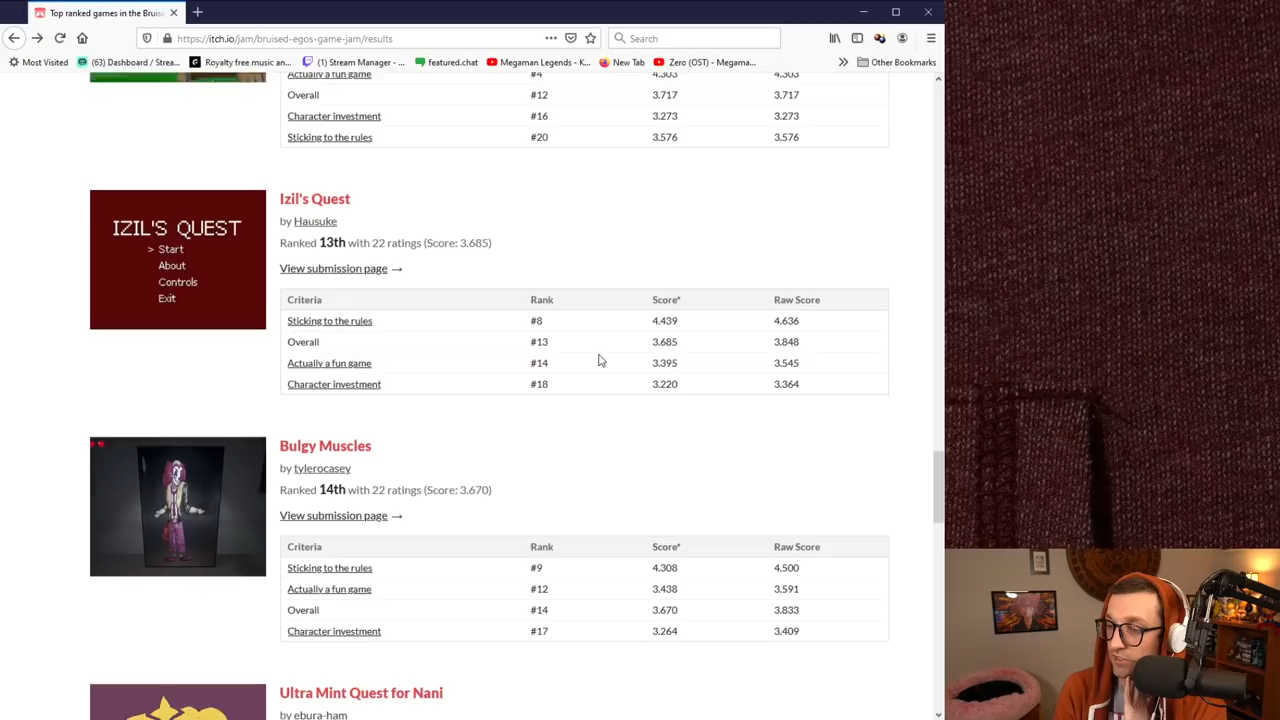 Top ranked games in the Bruise
https://itch.io/jam/bruised-egos-game-jam/results
Search
Most Visited
(63) Dashboard / Strea...
Royalty free music an...
(1) Stream Manager - ...
featured.chat
Megaman Legends - K...
New Tab
Zero (OST) - Megama...
Other Bookmarks
Actually a fun game #4 4.303 4.303
Overall #12 3.717 3.717
Character investment #16 3.273 3.273
Sticking to the rules #20 3.576 3.576
IZIL'S QUEST
> Start
About
Controls
Exit
Izil's Quest
by Hausuke
Ranked 13th with 22 ratings (Score: 3.685)
View submission page →
Criteria Rank Score* Raw Score
Sticking to the rules #8 4.439 4.636
Overall #13 3.685 3.848
Actually a fun game #14 3.395 3.545
Character investment #18 3.220 3.364
Bulgy Muscles
by tylerocasey
Ranked 14th with 22 ratings (Score: 3.670)
View submission page →
Criteria Rank Score* Raw Score
Sticking to the rules #9 4.308 4.500
Actually a fun game #12 3.438 3.591
Overall #14 3.670 3.833
Character investment #17 3.264 3.409
Ultra Mint Quest for Nani
by ebura-ham